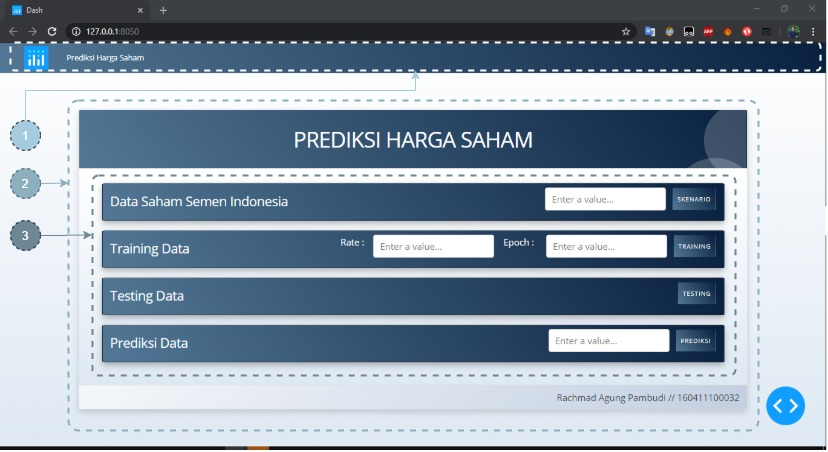 Dash
127.0.0.1:8050
Prediksi Harga Saham
1
PREDIKSI HARGA SAHAM
2
Data Saham Semen Indonesia Enter a value... SKENARIO
3
Training Data Rate : Enter a value... Epoch : Enter a value... TRAINING
Testing Data TESTING
Prediksi Data Enter a value... PREDIKSI
Rachmad Agung Pambudi // 160411100032